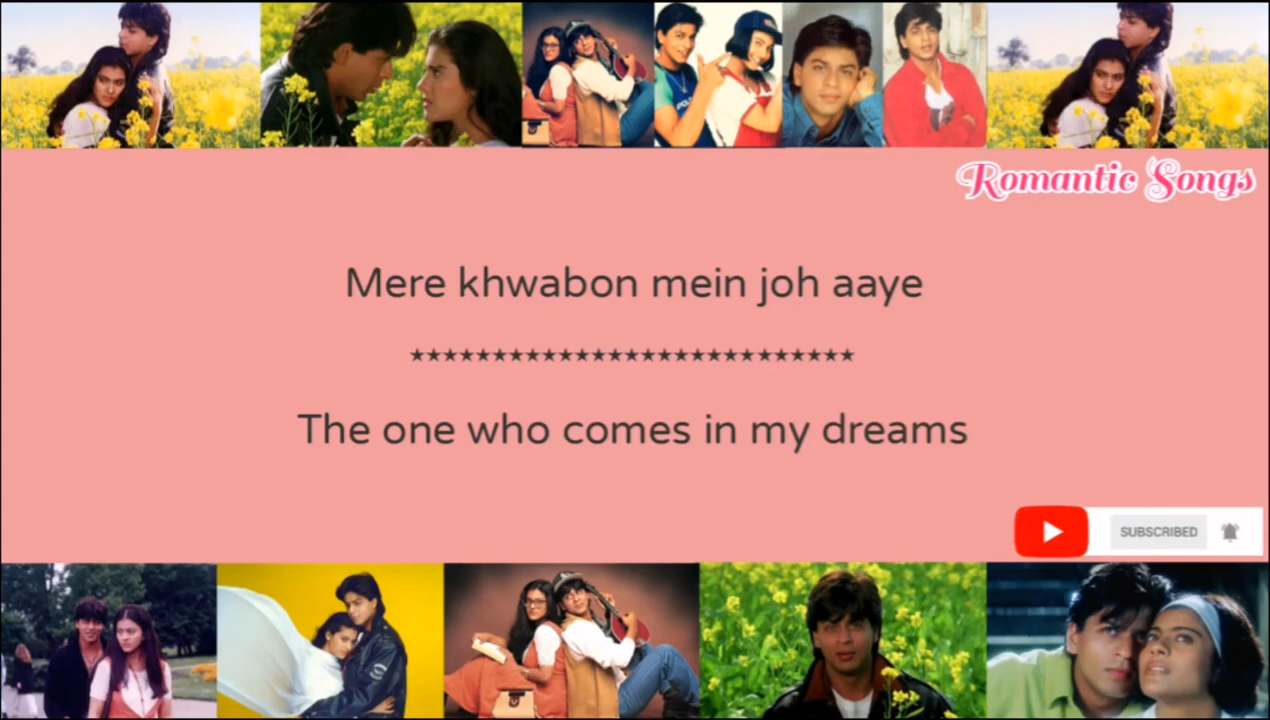 Romantic Songs
Mere khwabon mein joh aaye
★★★★★★★★★★★★★★★★★★★★★★★★★★★
The one who comes in my dreams
SUBSCRIBED